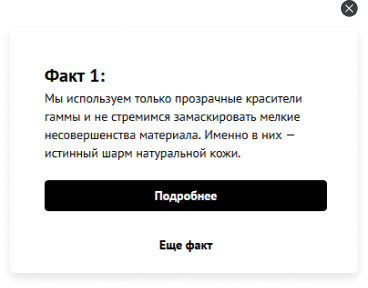 Факт 1:
Мы используем только прозрачные красители
гаммы и не стремимся замаскировать мелкие
несовершенства материала. Именно в них —
истинный шарм натуральной кожи.
Подробнее
Еще факт